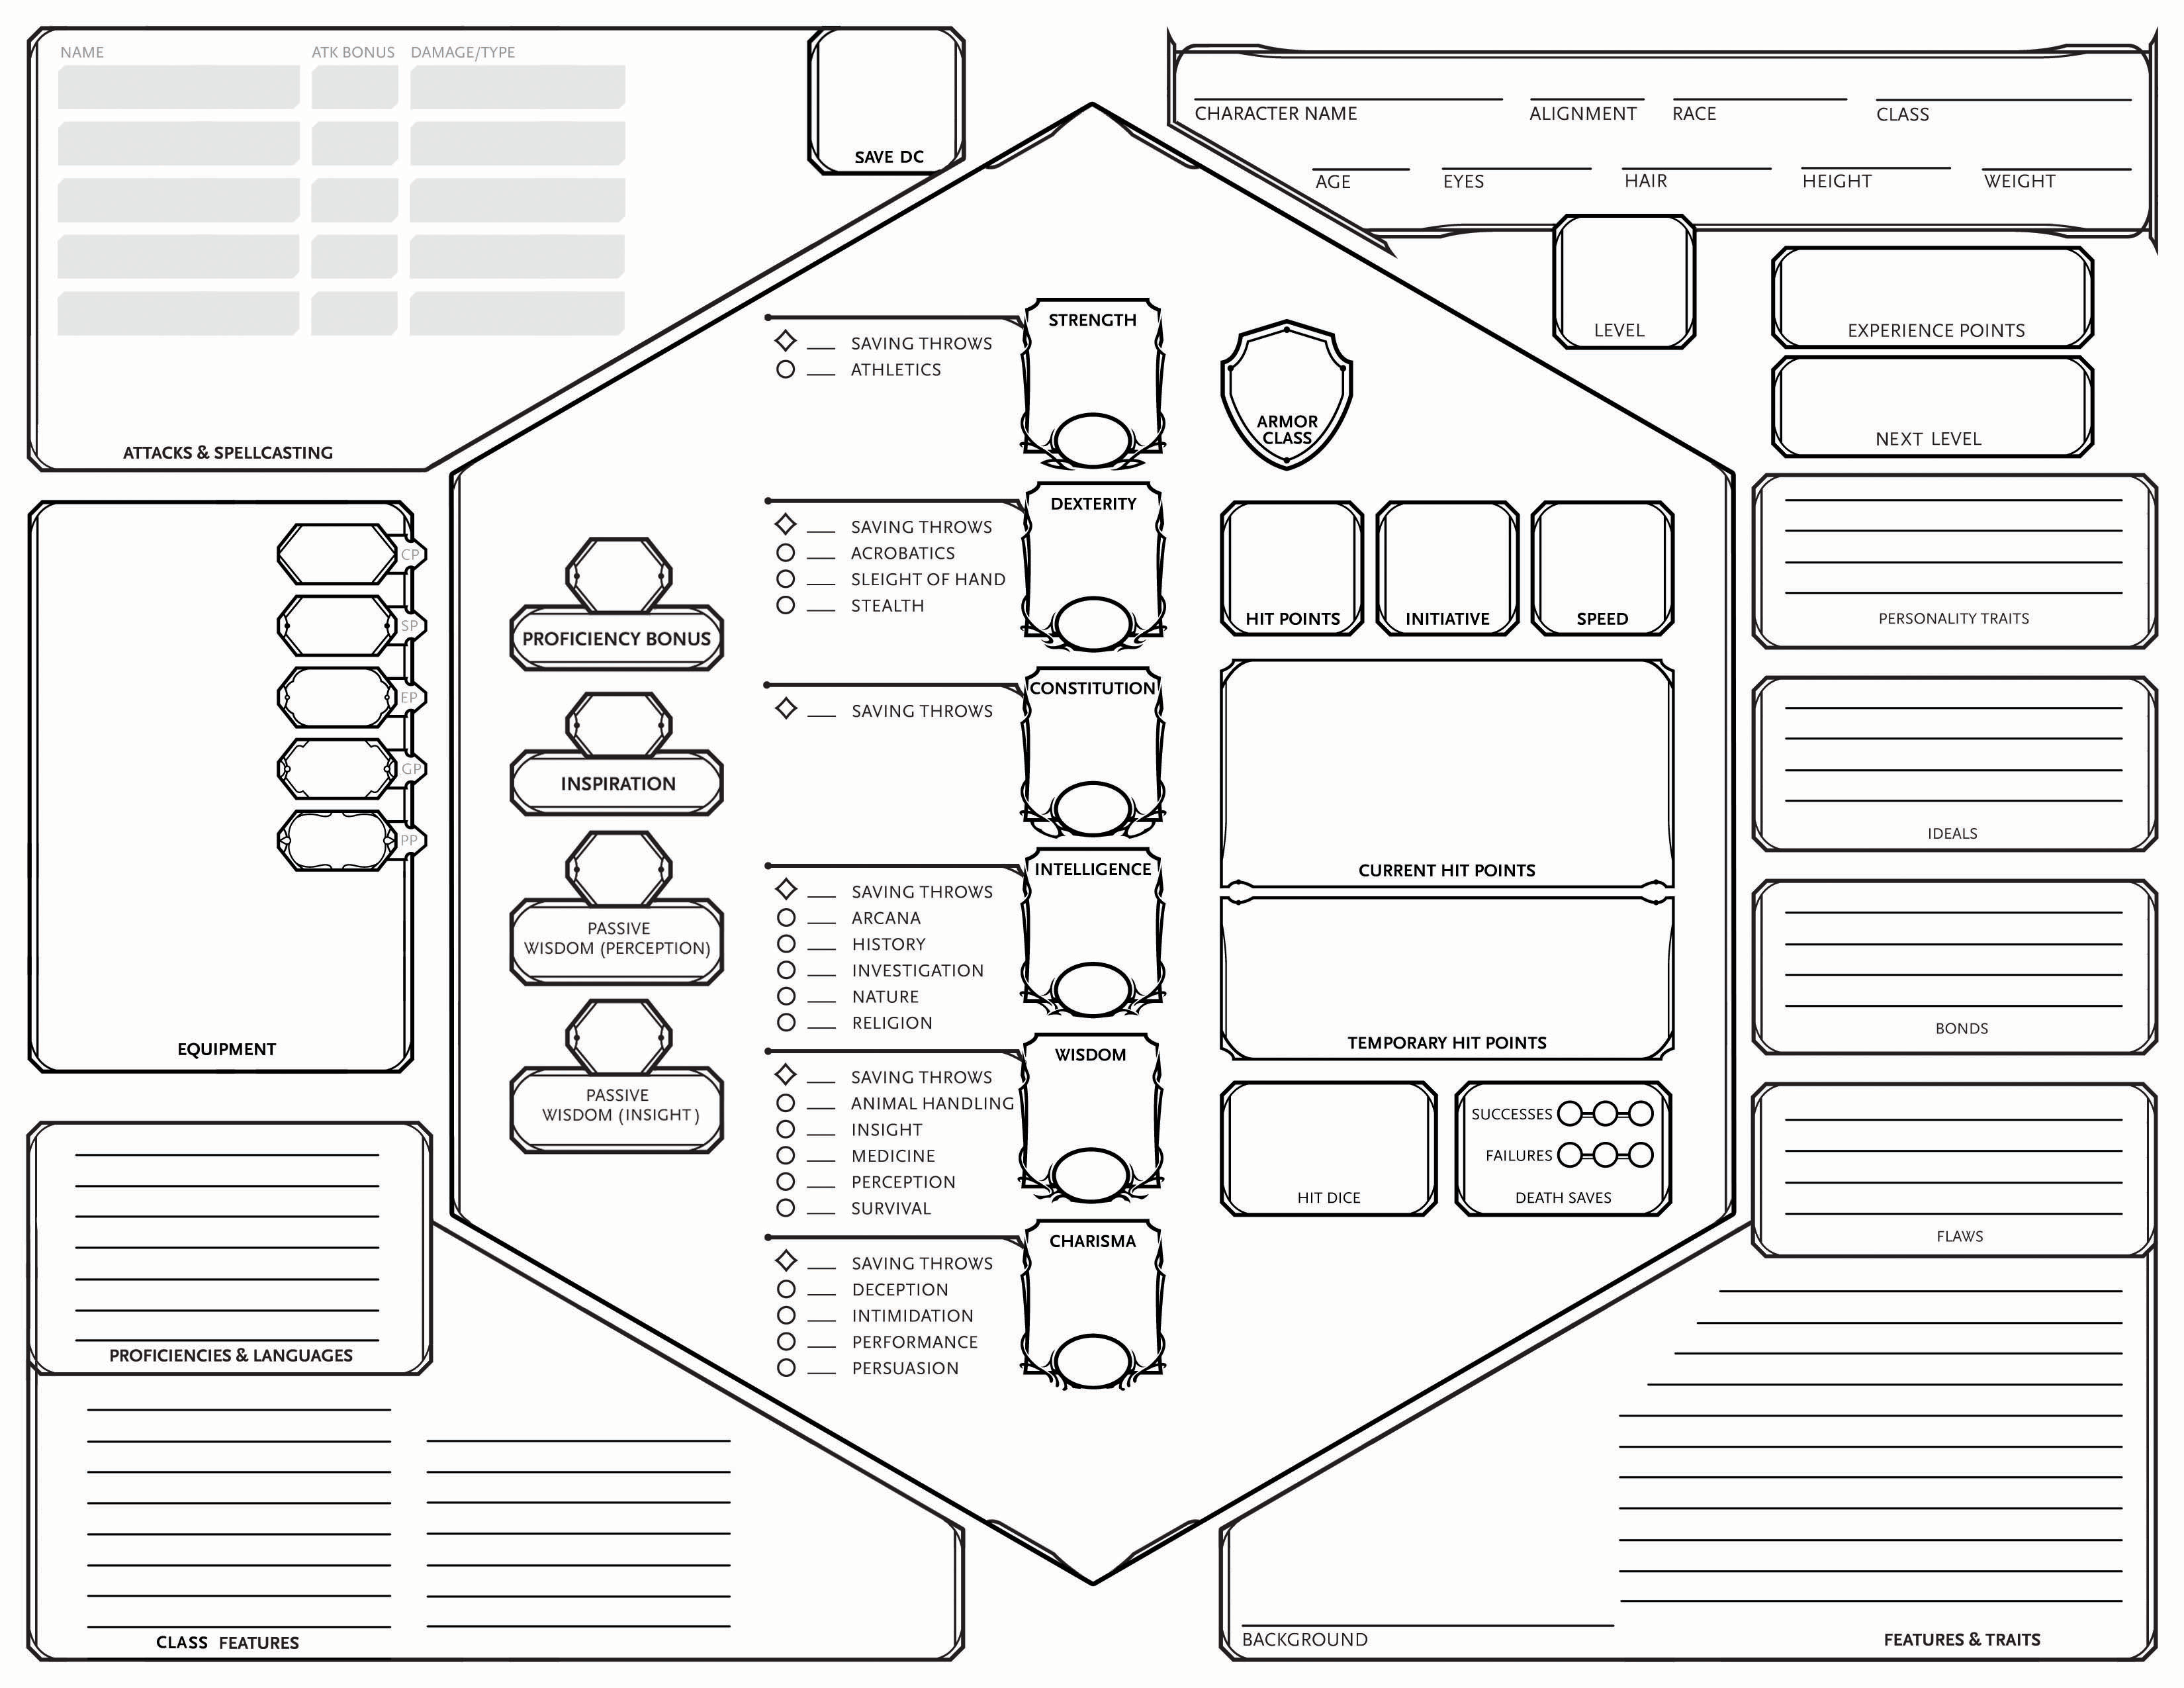 NAME ATK BONUS DAMAGE/TYPE
SAVE DC
ATTACKS & SPELLCASTING
CHARACTER NAME ALIGNMENT RACE CLASS
AGE EYES HAIR HEIGHT WEIGHT
LEVEL
EXPERIENCE POINTS
NEXT LEVEL
CP
SP
EP
GP
PP
EQUIPMENT
PROFICIENCY BONUS
INSPIRATION
PASSIVE
WISDOM (PERCEPTION)
PASSIVE
WISDOM (INSIGHT)
STRENGTH
SAVING THROWS
ATHLETICS
DEXTERITY
SAVING THROWS
ACROBATICS
SLEIGHT OF HAND
STEALTH
CONSTITUTION
SAVING THROWS
INTELLIGENCE
SAVING THROWS
ARCANA
HISTORY
INVESTIGATION
NATURE
RELIGION
WISDOM
SAVING THROWS
ANIMAL HANDLING
INSIGHT
MEDICINE
PERCEPTION
SURVIVAL
CHARISMA
SAVING THROWS
DECEPTION
INTIMIDATION
PERFORMANCE
PERSUASION
ARMOR
CLASS
HIT POINTS INITIATIVE SPEED
CURRENT HIT POINTS
TEMPORARY HIT POINTS
HIT DICE
SUCCESSES
FAILURES
DEATH SAVES
PERSONALITY TRAITS
IDEALS
BONDS
FLAWS
PROFICIENCIES & LANGUAGES
CLASS FEATURES
BACKGROUND
FEATURES & TRAITS